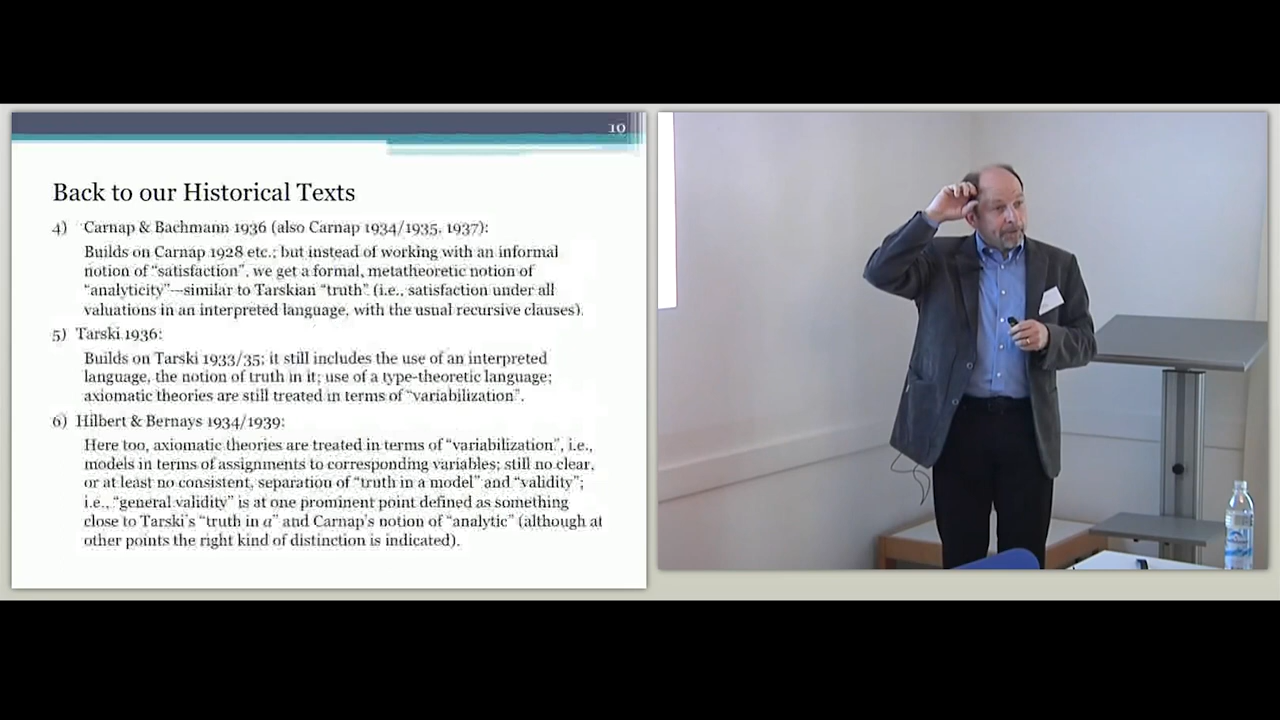 10
Back to our Historical Texts
4) Carnap & Bachmann 1936 (also Carnap 1934/1935, 1937):
Builds on Carnap 1928 etc.; but instead of working with an informal
notion of “satisfaction”, we get a formal, metatheoretic notion of
“analyticity”—similar to Tarskian “truth” (i.e., satisfaction under all
valuations in an interpreted language, with the usual recursive clauses).
5) Tarski 1936:
Builds on Tarski 1933/35; it still includes the use of an interpreted
language, the notion of truth in it; use of a type-theoretic language;
axiomatic theories are still treated in terms of “variabilization”.
6) Hilbert & Bernays 1934/1939:
Here too, axiomatic theories are treated in terms of “variabilization”, i.e.,
models in terms of assignments to corresponding variables; still no clear,
or at least no consistent, separation of “truth in a model” and “validity”;
i.e., “general validity” is at one prominent point defined as something
close to Tarski’s “truth in a” and Carnap’s notion of “analytic” (although at
other points the right kind of distinction is indicated).